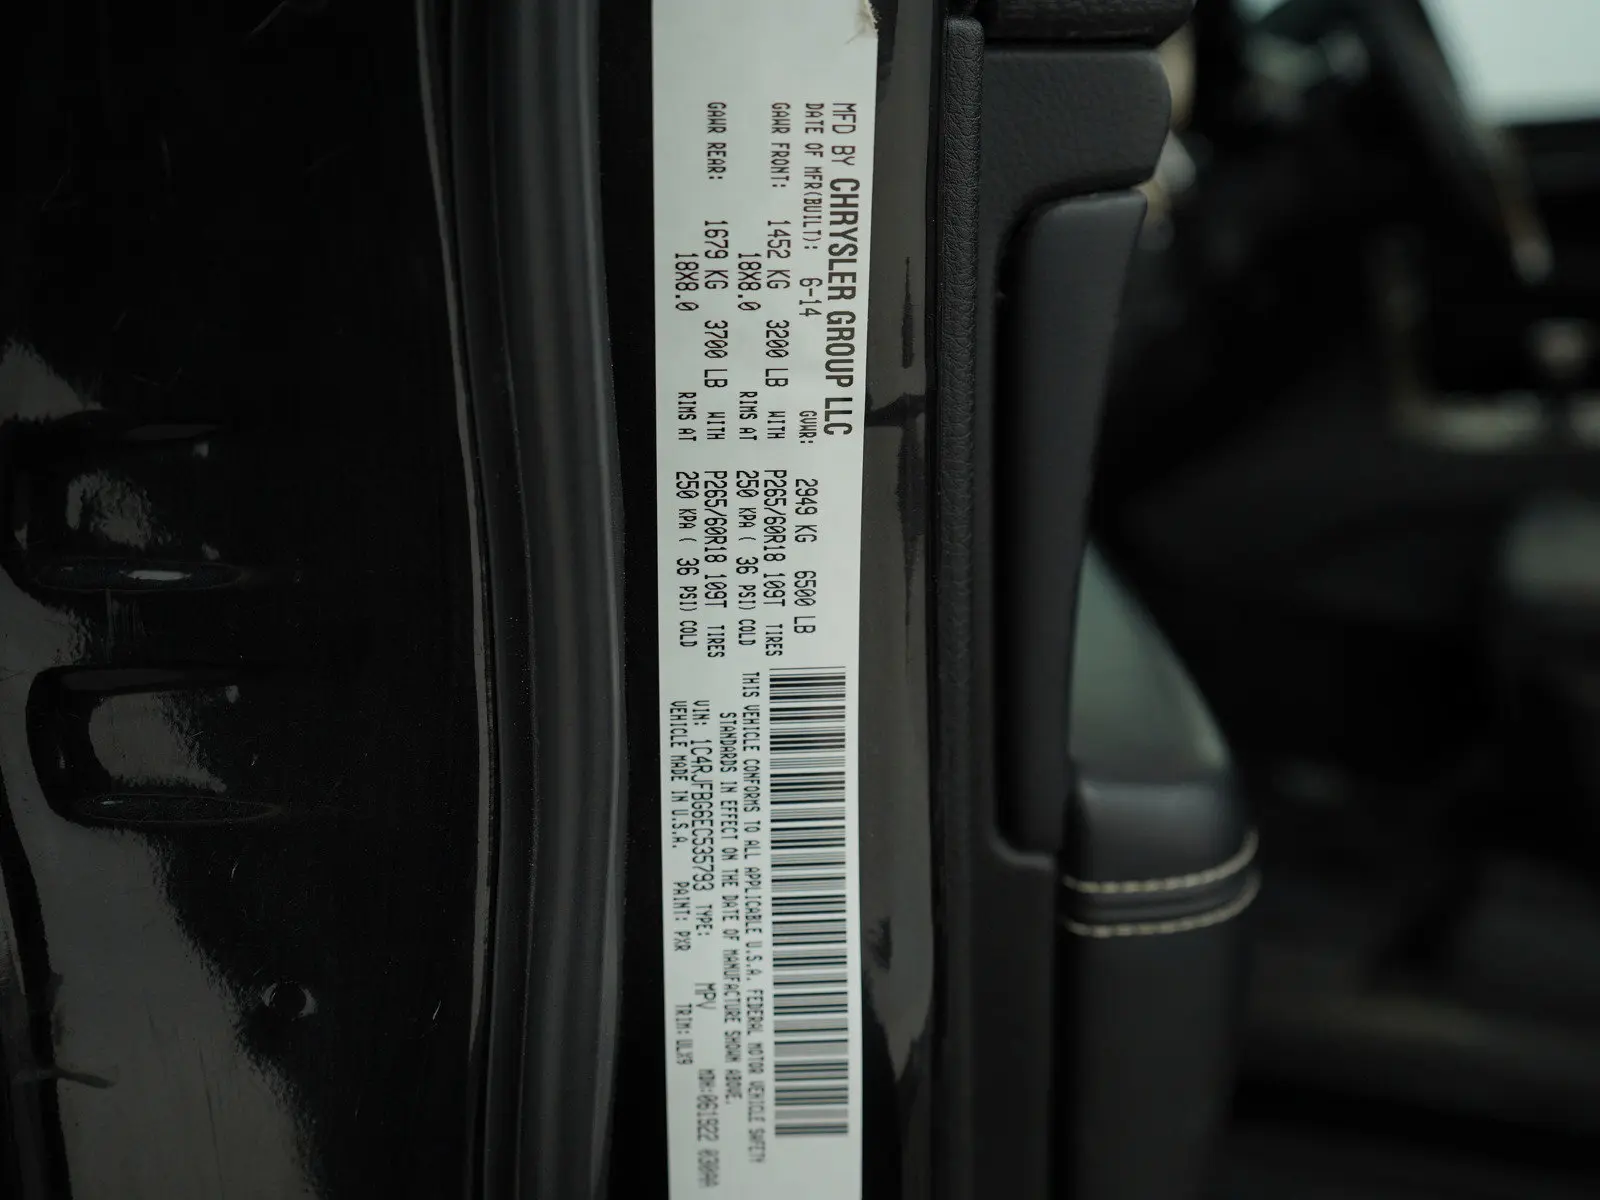 MFD BY CHRYSLER GROUP LLC
DATE OF MFR(BUILT): 6-14 GVWR: 2949 KG 6500 LB
GAWR FRONT: 1452 KG 3200 LB WITH P265/60R18 109T TIRES
18X8.0 RIMS AT 250 KPA ( 36 PSI) COLD
GAWR REAR: 1679 KG 3700 LB WITH P265/60R18 109T TIRES
18X8.0 RIMS AT 250 KPA ( 36 PSI) COLD
THIS VEHICLE CONFORMS TO ALL APPLICABLE U.S.A. FEDERAL MOTOR VEHICLE SAFETY
STANDARDS IN EFFECT ON THE DATE OF MANUFACTURE SHOWN ABOVE.
VIN: 1C4RJFBG6EC535793 TYPE: MPV MDH:061922 030AA
VEHICLE MADE IN U.S.A. PAINT: PXR TRIM: ULX9